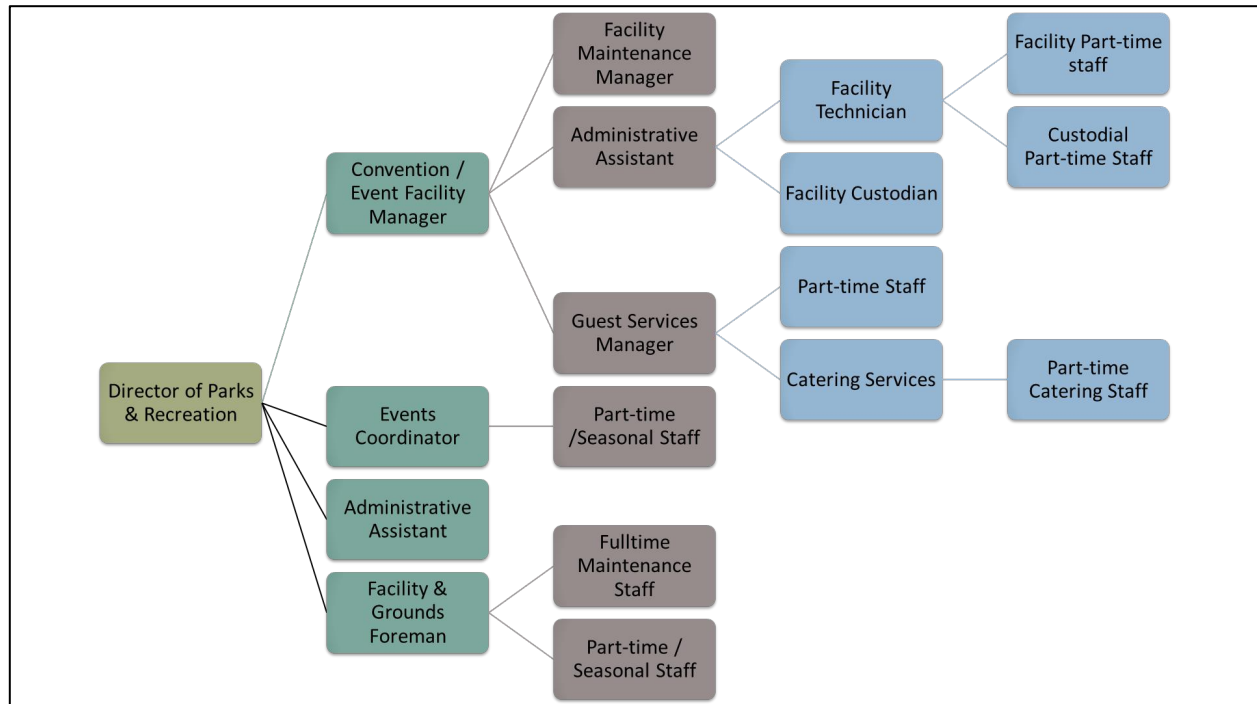 Director of Parks
& Recreation
Convention /
Event Facility
Manager
Facility
Maintenance
Manager
Administrative
Assistant
Facility
Technician
Facility Part-time
staff
Custodial
Part-time Staff
Facility Custodian
Guest Services
Manager
Part-time Staff
Catering Services
Part-time
Catering Staff
Events
Coordinator
Part-time
/Seasonal Staff
Administrative
Assistant
Facility &
Grounds
Foreman
Fulltime
Maintenance
Staff
Part-time /
Seasonal Staff